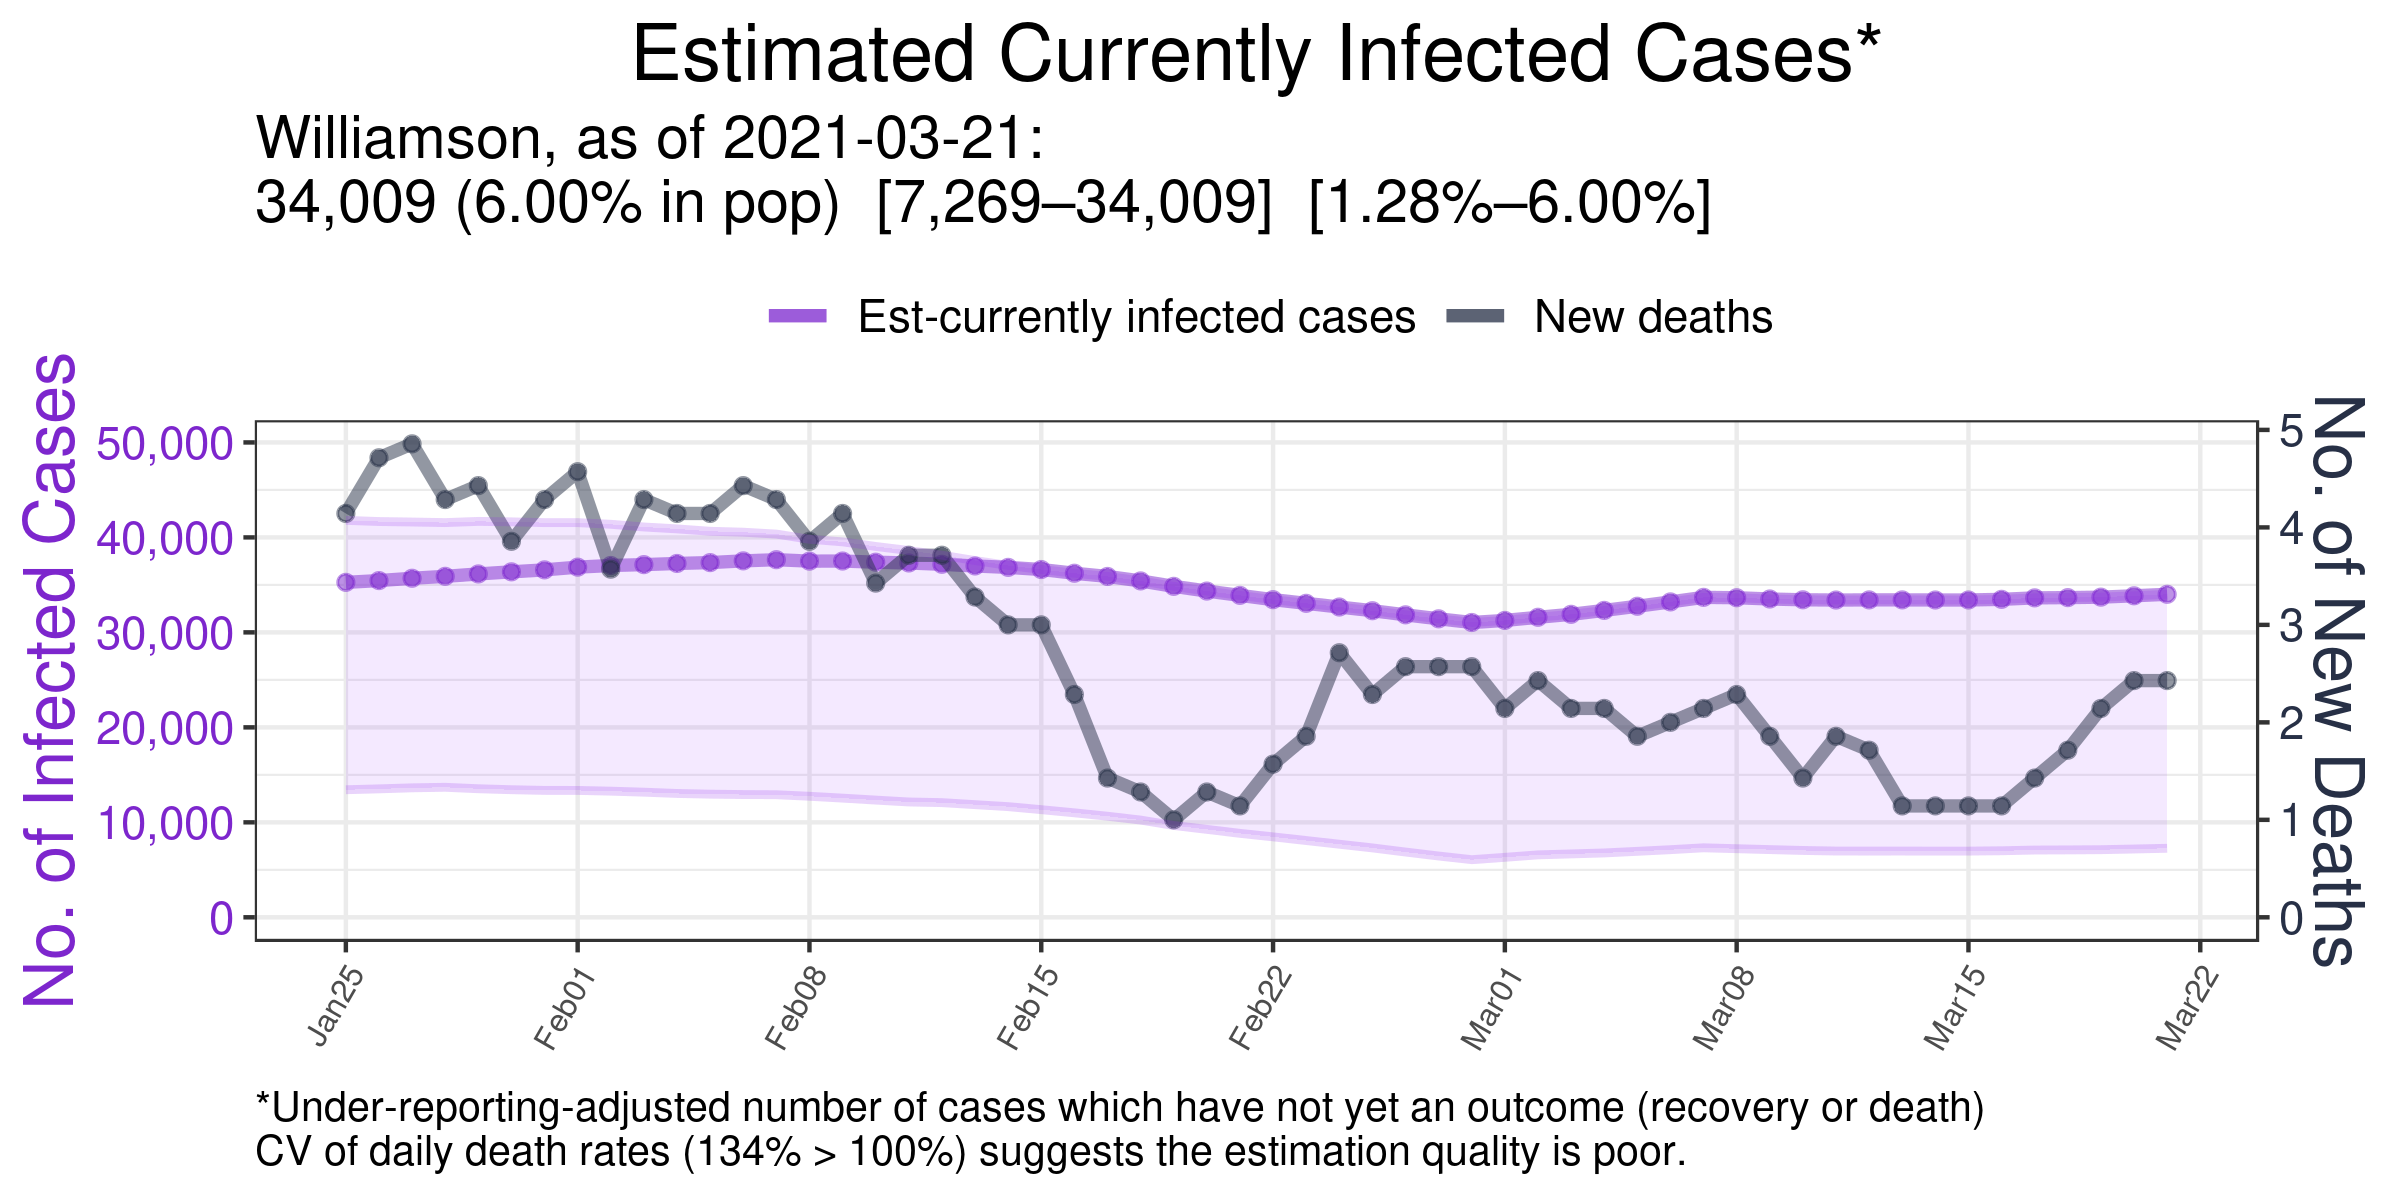 Estimated Currently Infected Cases*
Williamson, as of 2021-03-21:
34,009 (6.00% in pop)  [7,269–34,009]  [1.28%–6.00%]
Est-currently infected cases
New deaths
No. of Infected Cases
50,000
40,000
30,000
20,000
10,000
0
5
4
3
2
1
0
No. of New Deaths
Jan25
Feb01
Feb08
Feb15
Feb22
Mar01
Mar08
Mar15
Mar22
*Under-reporting-adjusted number of cases which have not yet an outcome (recovery or death)
CV of daily death rates (134% > 100%) suggests the estimation quality is poor.